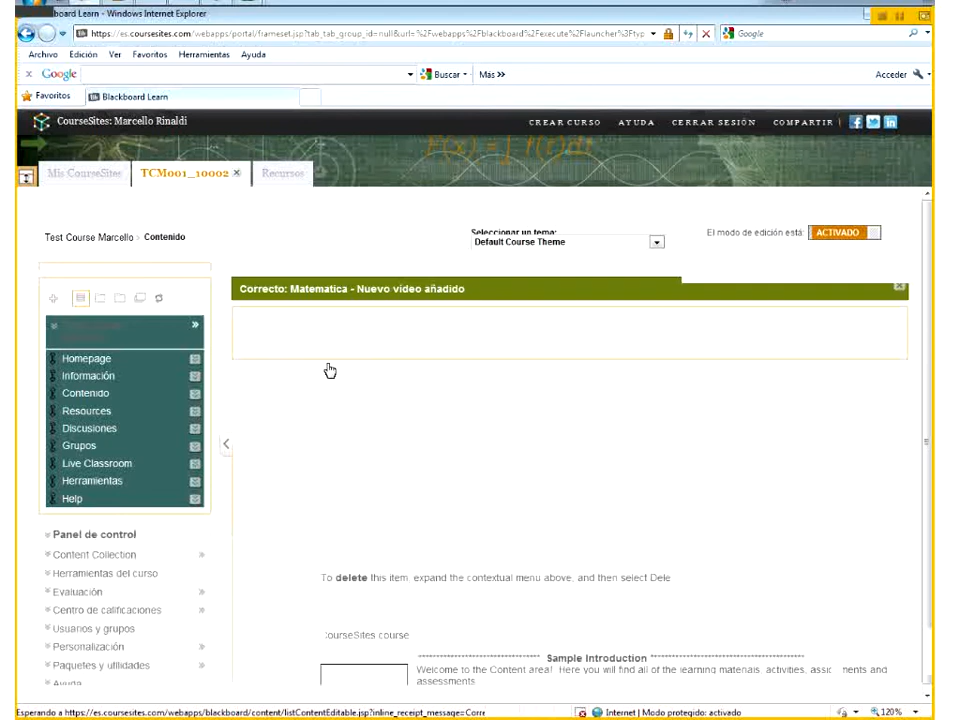 board Learn - Windows Internet Explorer
https://es.coursesites.com/webapps/portal/frameset.jsp?tab_tab_group_id=null&url=%2Fwebapps%2Fblackboard%2Fexecute%2Flauncher%3Ftyp
Google
Archivo Edición Ver Favoritos Herramientas Ayuda
x Google Buscar Más >> Acceder
Favoritos Blackboard Learn
CourseSites: Marcello Rinaldi CREAR CURSO AYUDA CERRAR SESIÓN COMPARTIR
Mis CourseSites TCM001_10002 Recursos
Test Course Marcello > Contenido
Seleccionar un tema:
Default Course Theme
El modo de edición está: ACTIVADO
Correcto: Matematica - Nuevo vídeo añadido
Homepage
Información
Contenido
Resources
Discusiones
Grupos
Live Classroom
Herramientas
Help
Panel de control
Content Collection
Herramientas del curso
Evaluación
Centro de calificaciones
Usuarios y grupos
Personalización
Paquetes y utilidades
Ayuda
To delete this item, expand the contextual menu above, and then select Dele
CourseSites course
Sample Introduction
Welcome to the Content area! Here you will find all of the learning materials, activities, and
assessments
Esperando a https://es.coursesites.com/webapps/blackboard/content/listContentEditable.jsp?inline_receipt_message=Corre
Internet | Modo protegido: activado
120%